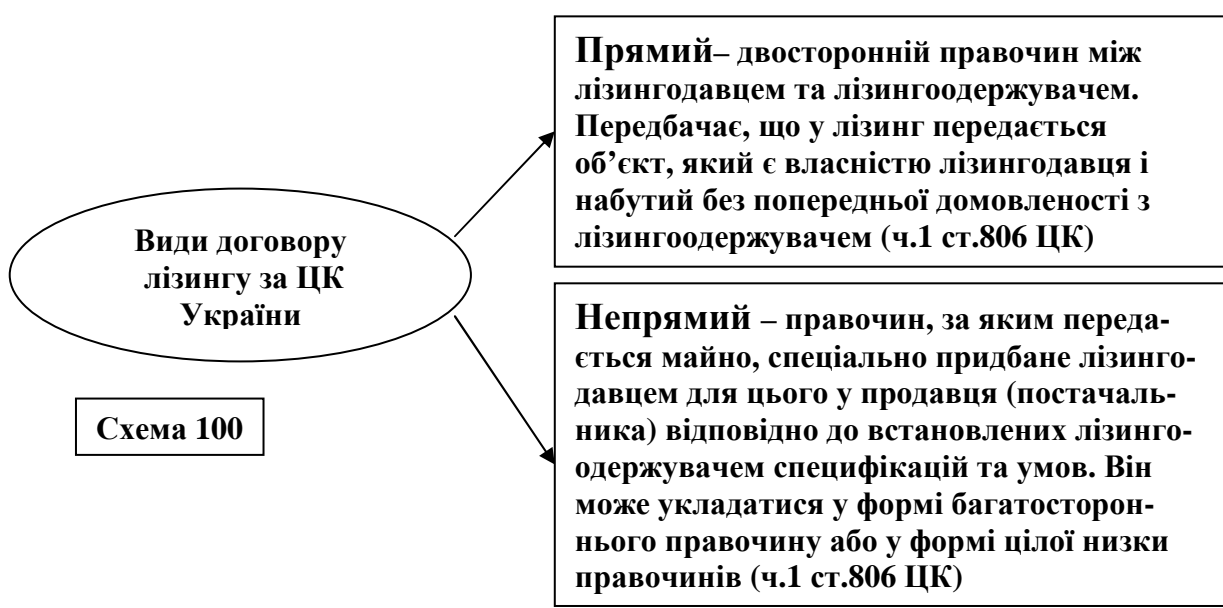 Види договору
лізингу за ЦК
України
Схема 100
Прямий– двосторонній правочин між
лізингодавцем та лізингоодержувачем.
Передбачає, що у лізинг передається
об’єкт, який є власністю лізингодавця і
набутий без попередньої домовленості з
лізингоодержувачем (ч.1 ст.806 ЦК)
Непрямий – правочин, за яким переда-
ється майно, спеціально придбане лізинго-
давцем для цього у продавця (постачаль-
ника) відповідно до встановлених лізинго-
одержувачем специфікацій та умов. Він
може укладатися у формі багатосторон-
нього правочину або у формі цілої низки
правочинів (ч.1 ст.806 ЦК)